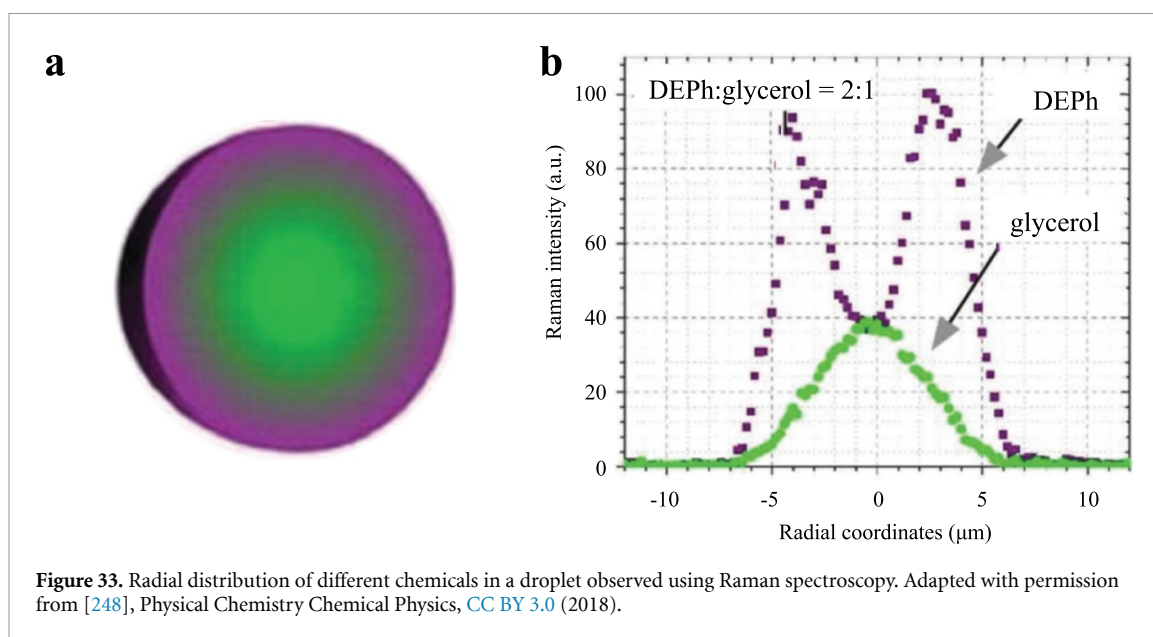 a
b
DEPh:glycerol = 2:1
DEPh
glycerol
Raman intensity (a.u.)
100
80
60
40
20
0
-10 -5 0 5 10
Radial coordinates (μm)
Figure 33. Radial distribution of different chemicals in a droplet observed using Raman spectroscopy. Adapted with permission
from [248], Physical Chemistry Chemical Physics, CC BY 3.0 (2018).